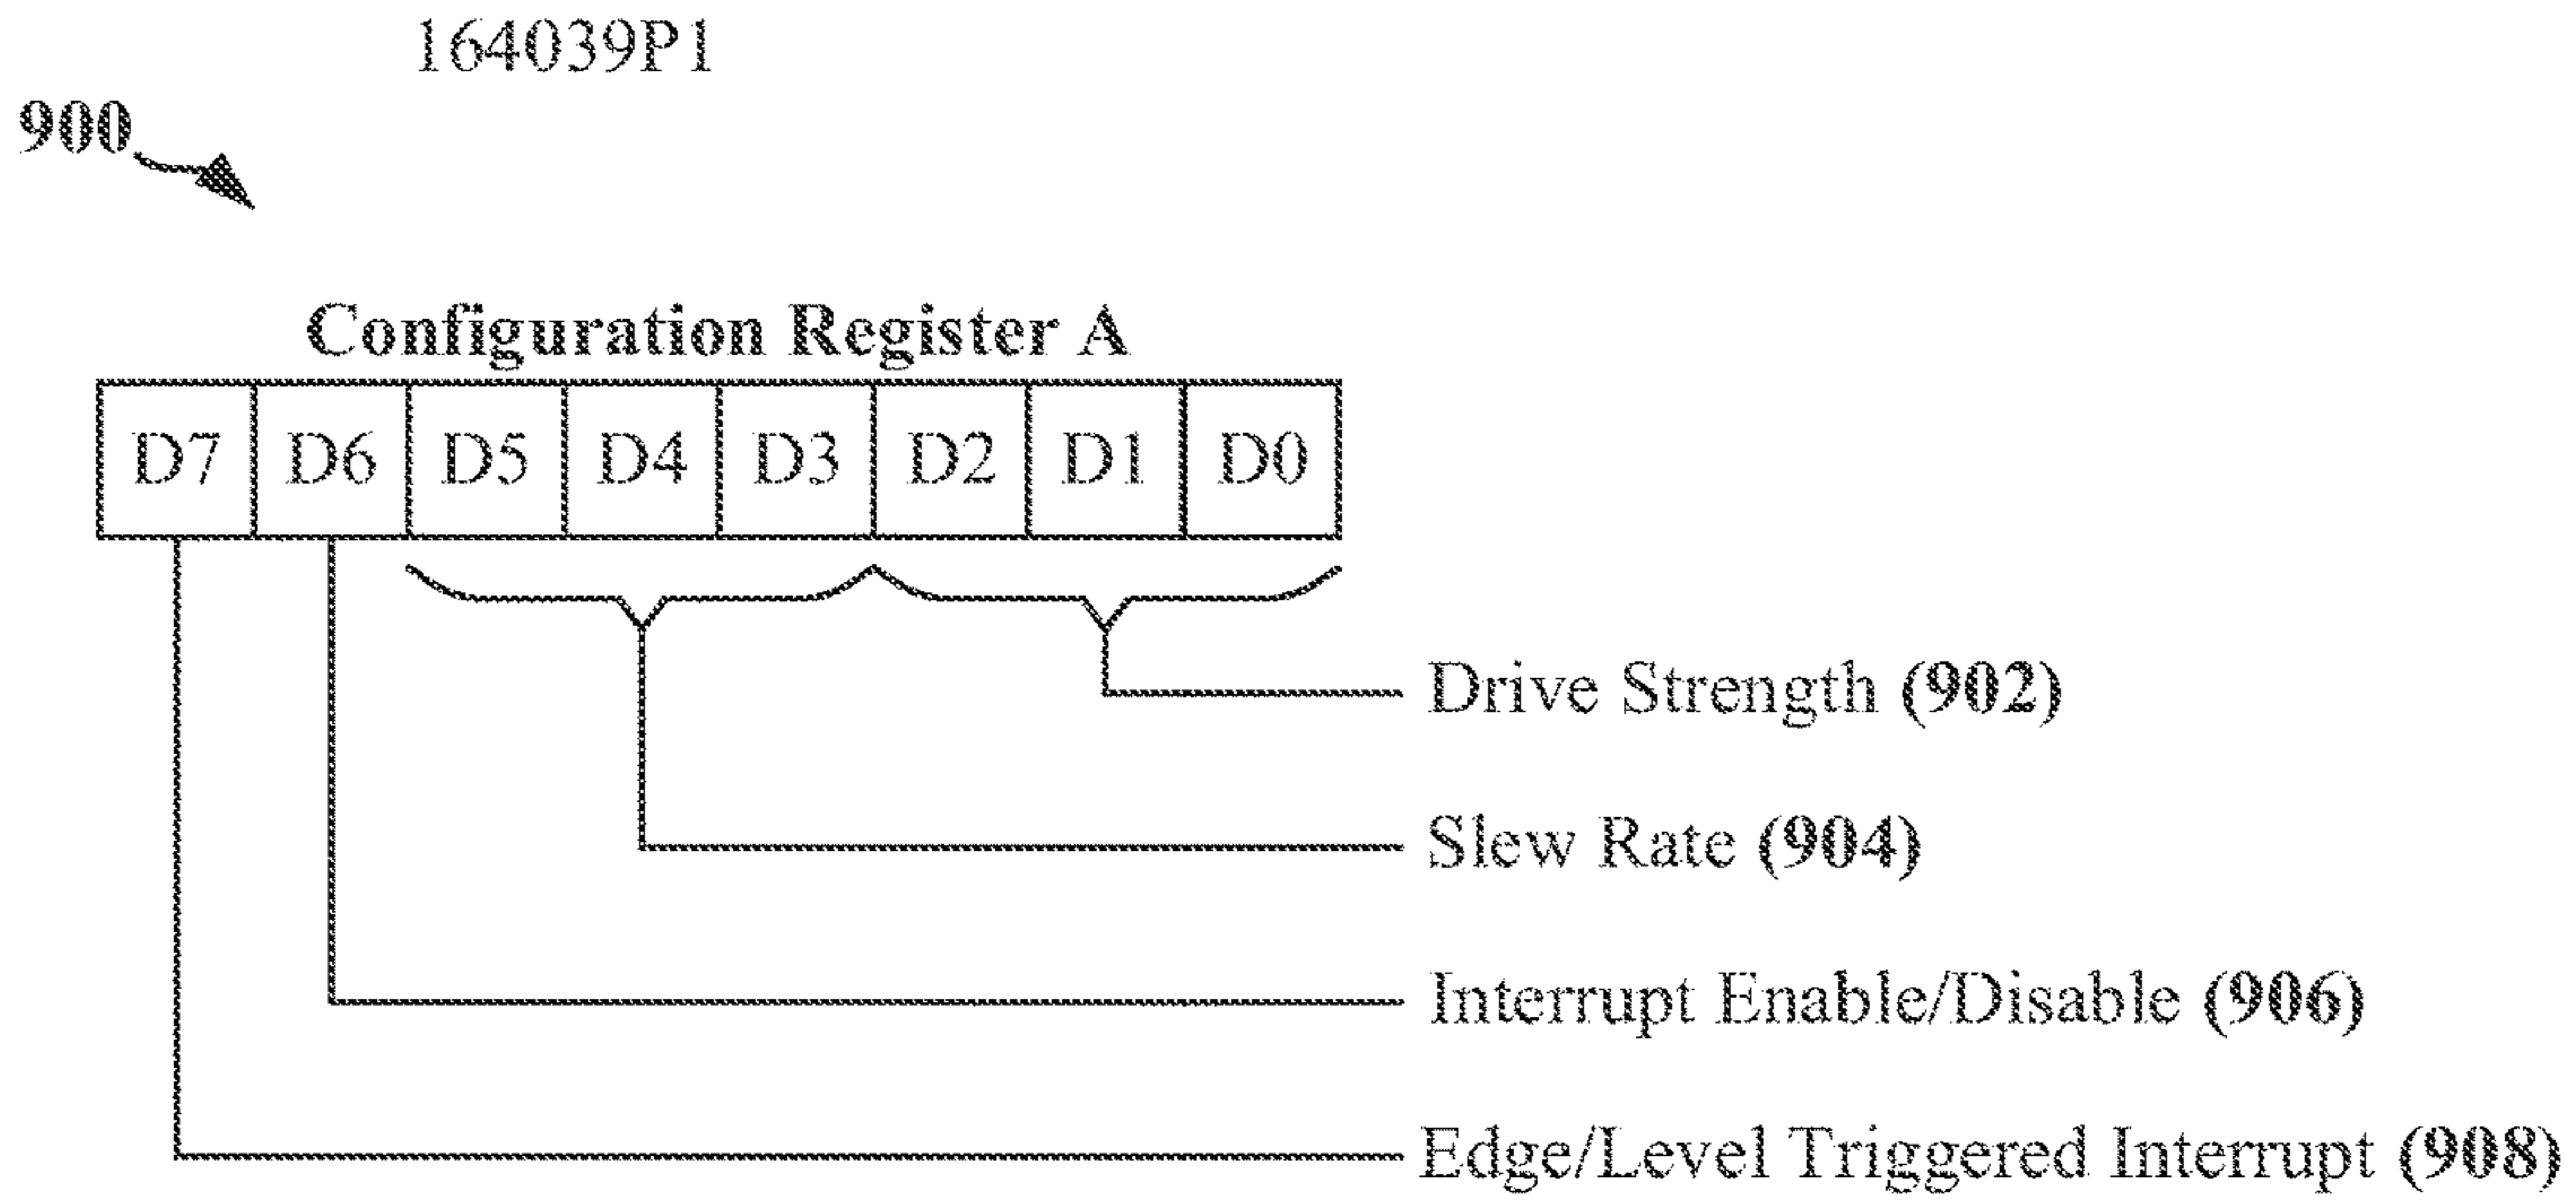 164039P1
900
Configuration Register A
D7 D6 D5 D4 D3 D2 D1 D0
Drive Strength (902)
Slew Rate (904)
Interrupt Enable/Disable (906)
Edge/Level Triggered Interrupt (908)